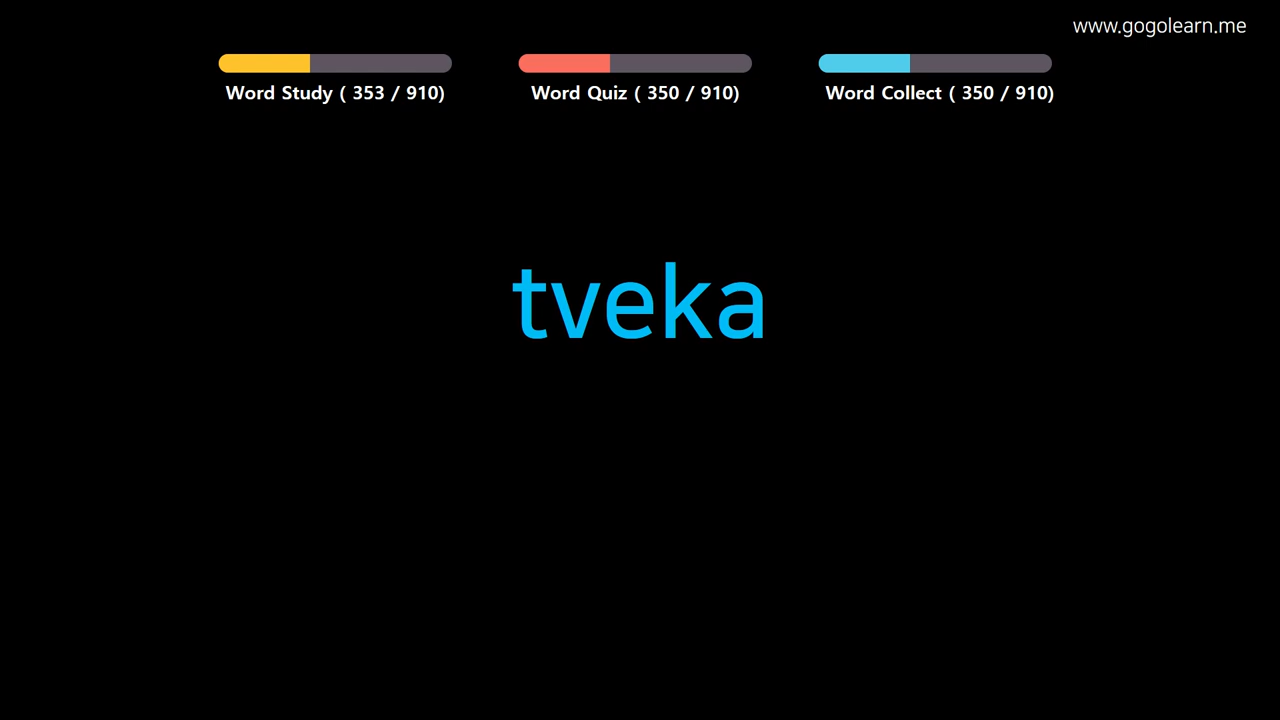 www.gogolearn.me
Word Study ( 353 / 910)
Word Quiz ( 350 / 910)
Word Collect ( 350 / 910)
tveka